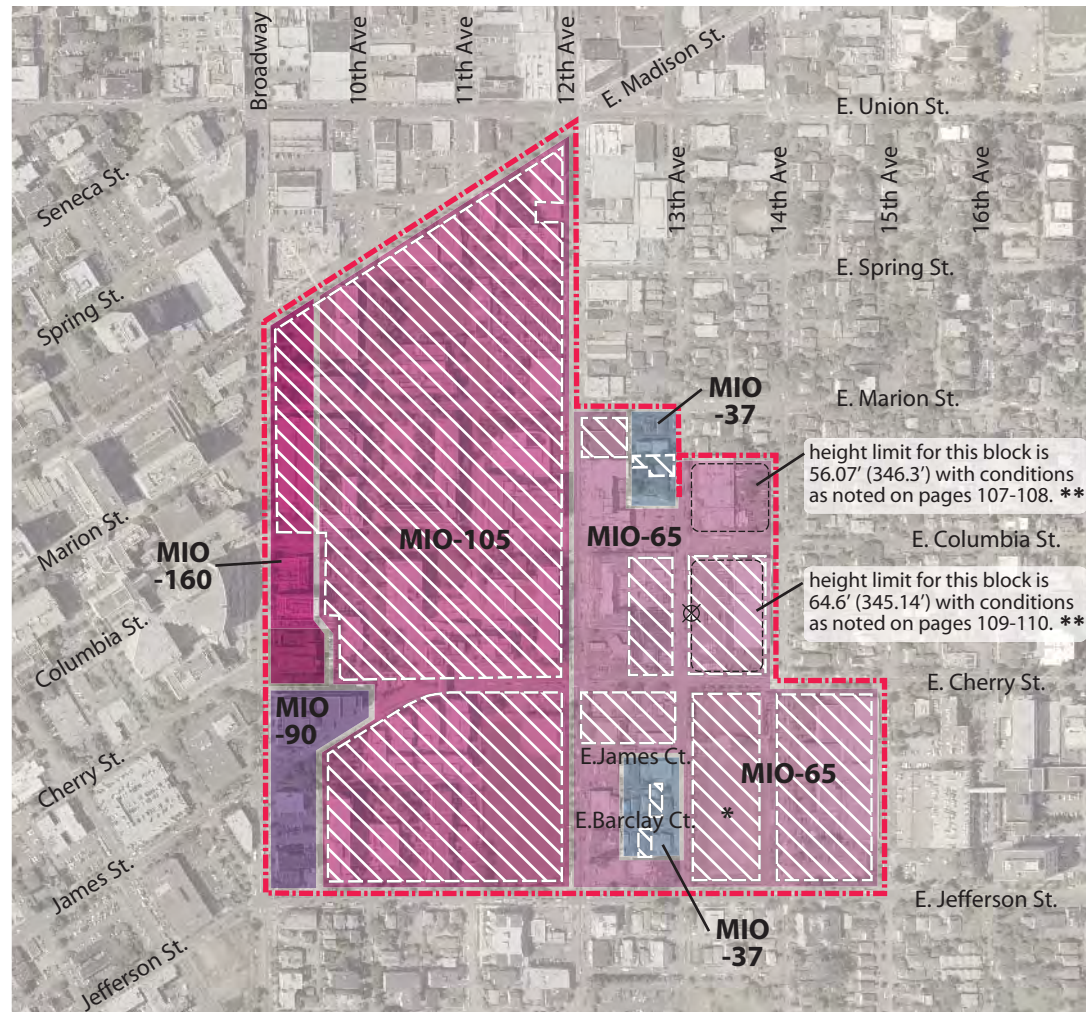 Broadway
10th Ave
11th Ave
12th Ave
E. Madison St.
E. Union St.
Seneca St.
13th Ave
14th Ave
15th Ave
16th Ave
E. Spring St.
Spring St.
MIO
-37
E. Marion St.
height limit for this block is
56.07’ (346.3’) with conditions
as noted on pages 107-108. **
Marion St.
MIO-105
MIO-65
E. Columbia St.
MIO
-160
height limit for this block is
64.6’ (345.14’) with conditions
as noted on pages 109-110. **
Columbia St.
E. Cherry St.
MIO
-90
Cherry St.
E.James Ct.
MIO-65
E.Barclay Ct.
*
James St.
E. Jefferson St.
MIO
-37
Jefferson St.